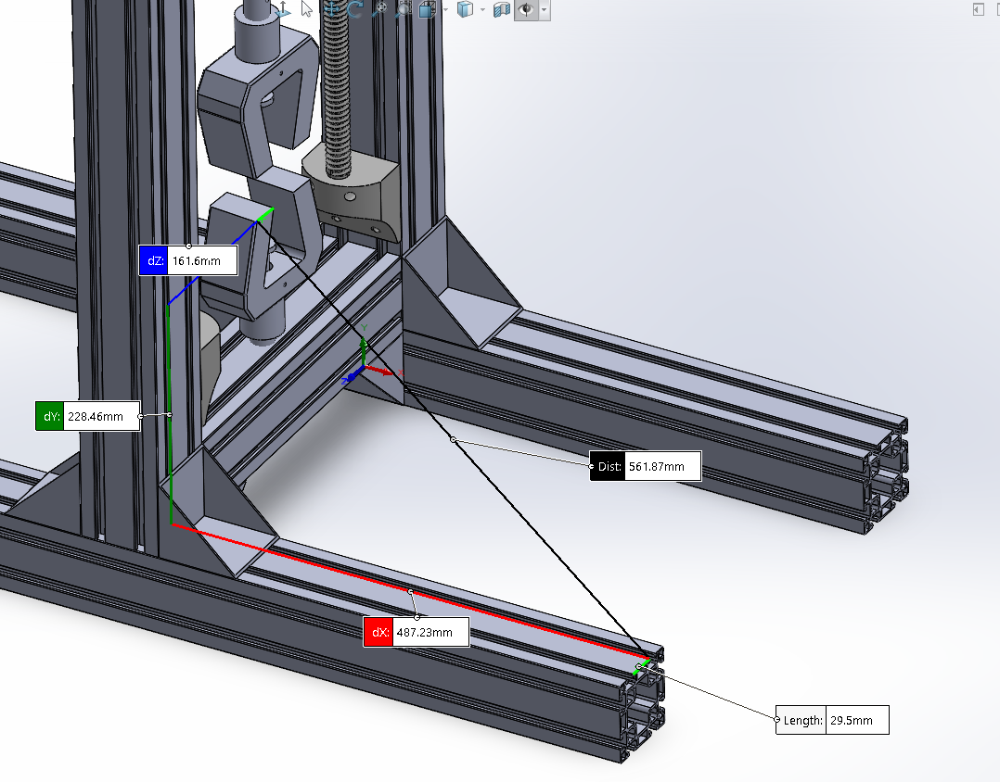 dZ: 161.6mm
Y
X
Z
dY: 228.46mm
Dist: 561.87mm
dX: 487.23mm
Length: 29.5mm